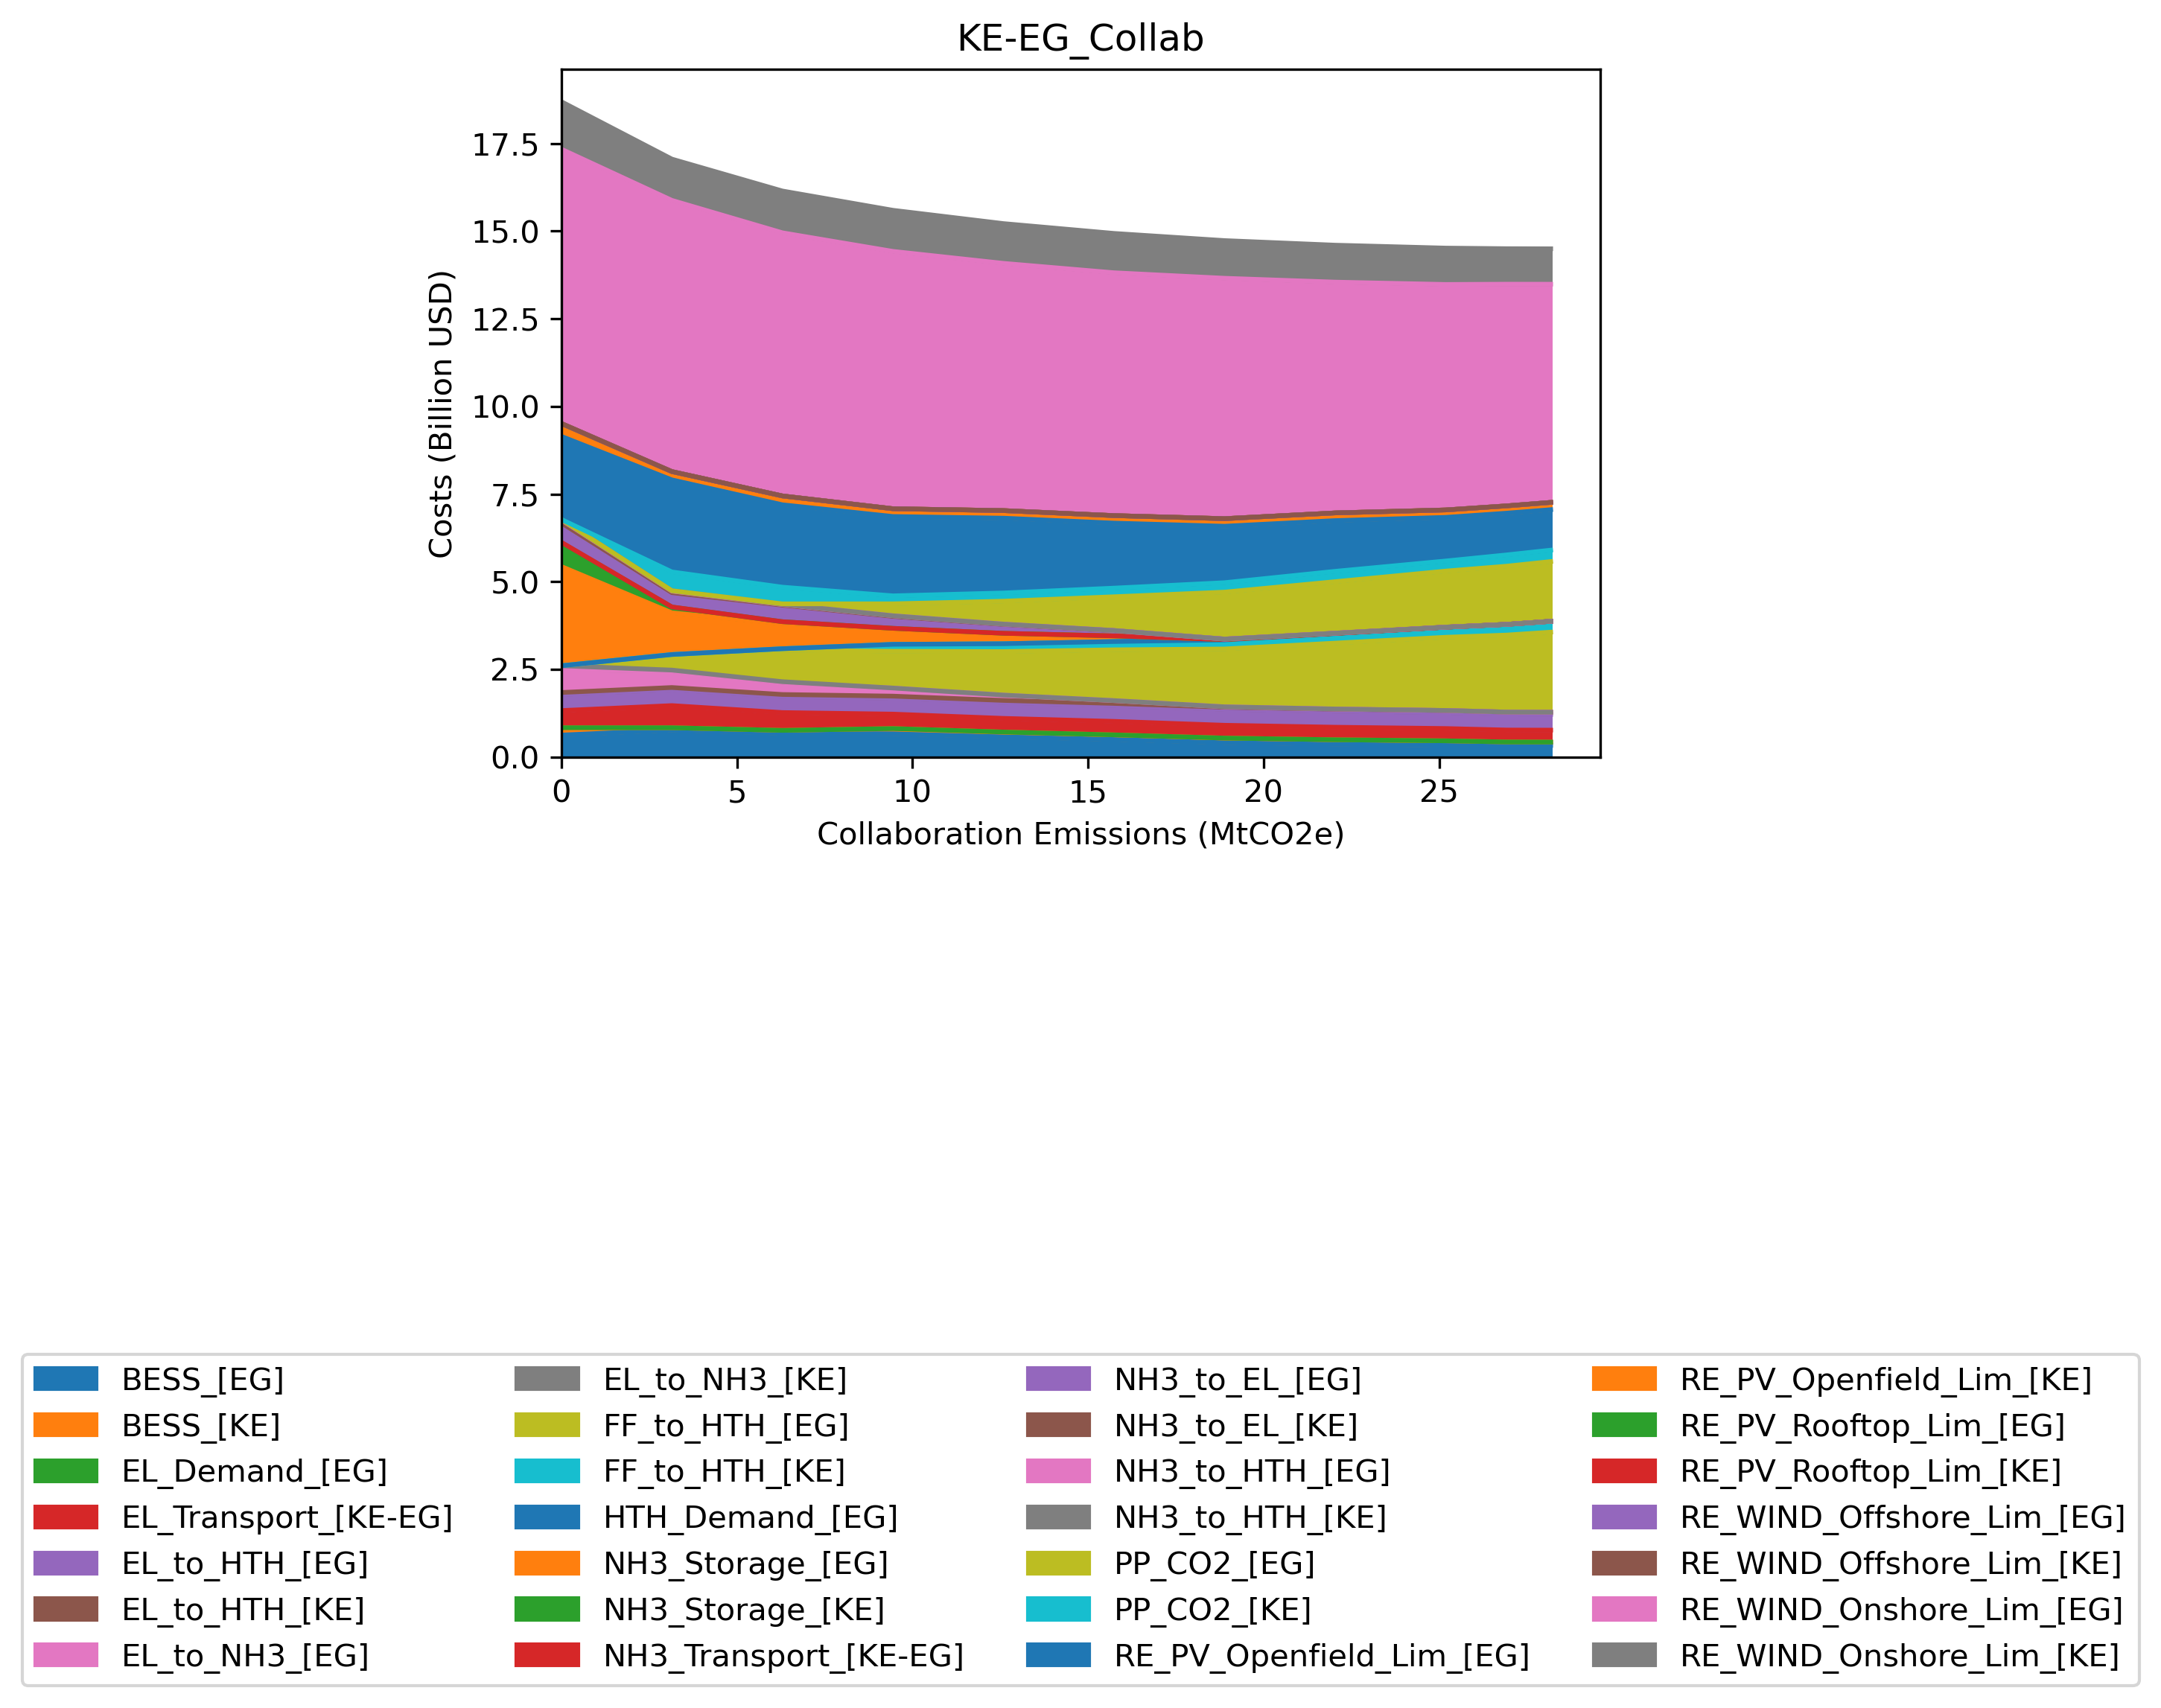 KE-EG_Collab
Costs (Billion USD)
17.5
15.0
12.5
10.0
7.5
5.0
2.5
0.0
0 5 10 15 20 25
Collaboration Emissions (MtCO2e)
BESS_[EG]
BESS_[KE]
EL_Demand_[EG]
EL_Transport_[KE-EG]
EL_to_HTH_[EG]
EL_to_HTH_[KE]
EL_to_NH3_[EG]
EL_to_NH3_[KE]
FF_to_HTH_[EG]
FF_to_HTH_[KE]
HTH_Demand_[EG]
NH3_Storage_[EG]
NH3_Storage_[KE]
NH3_Transport_[KE-EG]
NH3_to_EL_[EG]
NH3_to_EL_[KE]
NH3_to_HTH_[EG]
NH3_to_HTH_[KE]
PP_CO2_[EG]
PP_CO2_[KE]
RE_PV_Openfield_Lim_[EG]
RE_PV_Openfield_Lim_[KE]
RE_PV_Rooftop_Lim_[EG]
RE_PV_Rooftop_Lim_[KE]
RE_WIND_Offshore_Lim_[EG]
RE_WIND_Offshore_Lim_[KE]
RE_WIND_Onshore_Lim_[EG]
RE_WIND_Onshore_Lim_[KE]